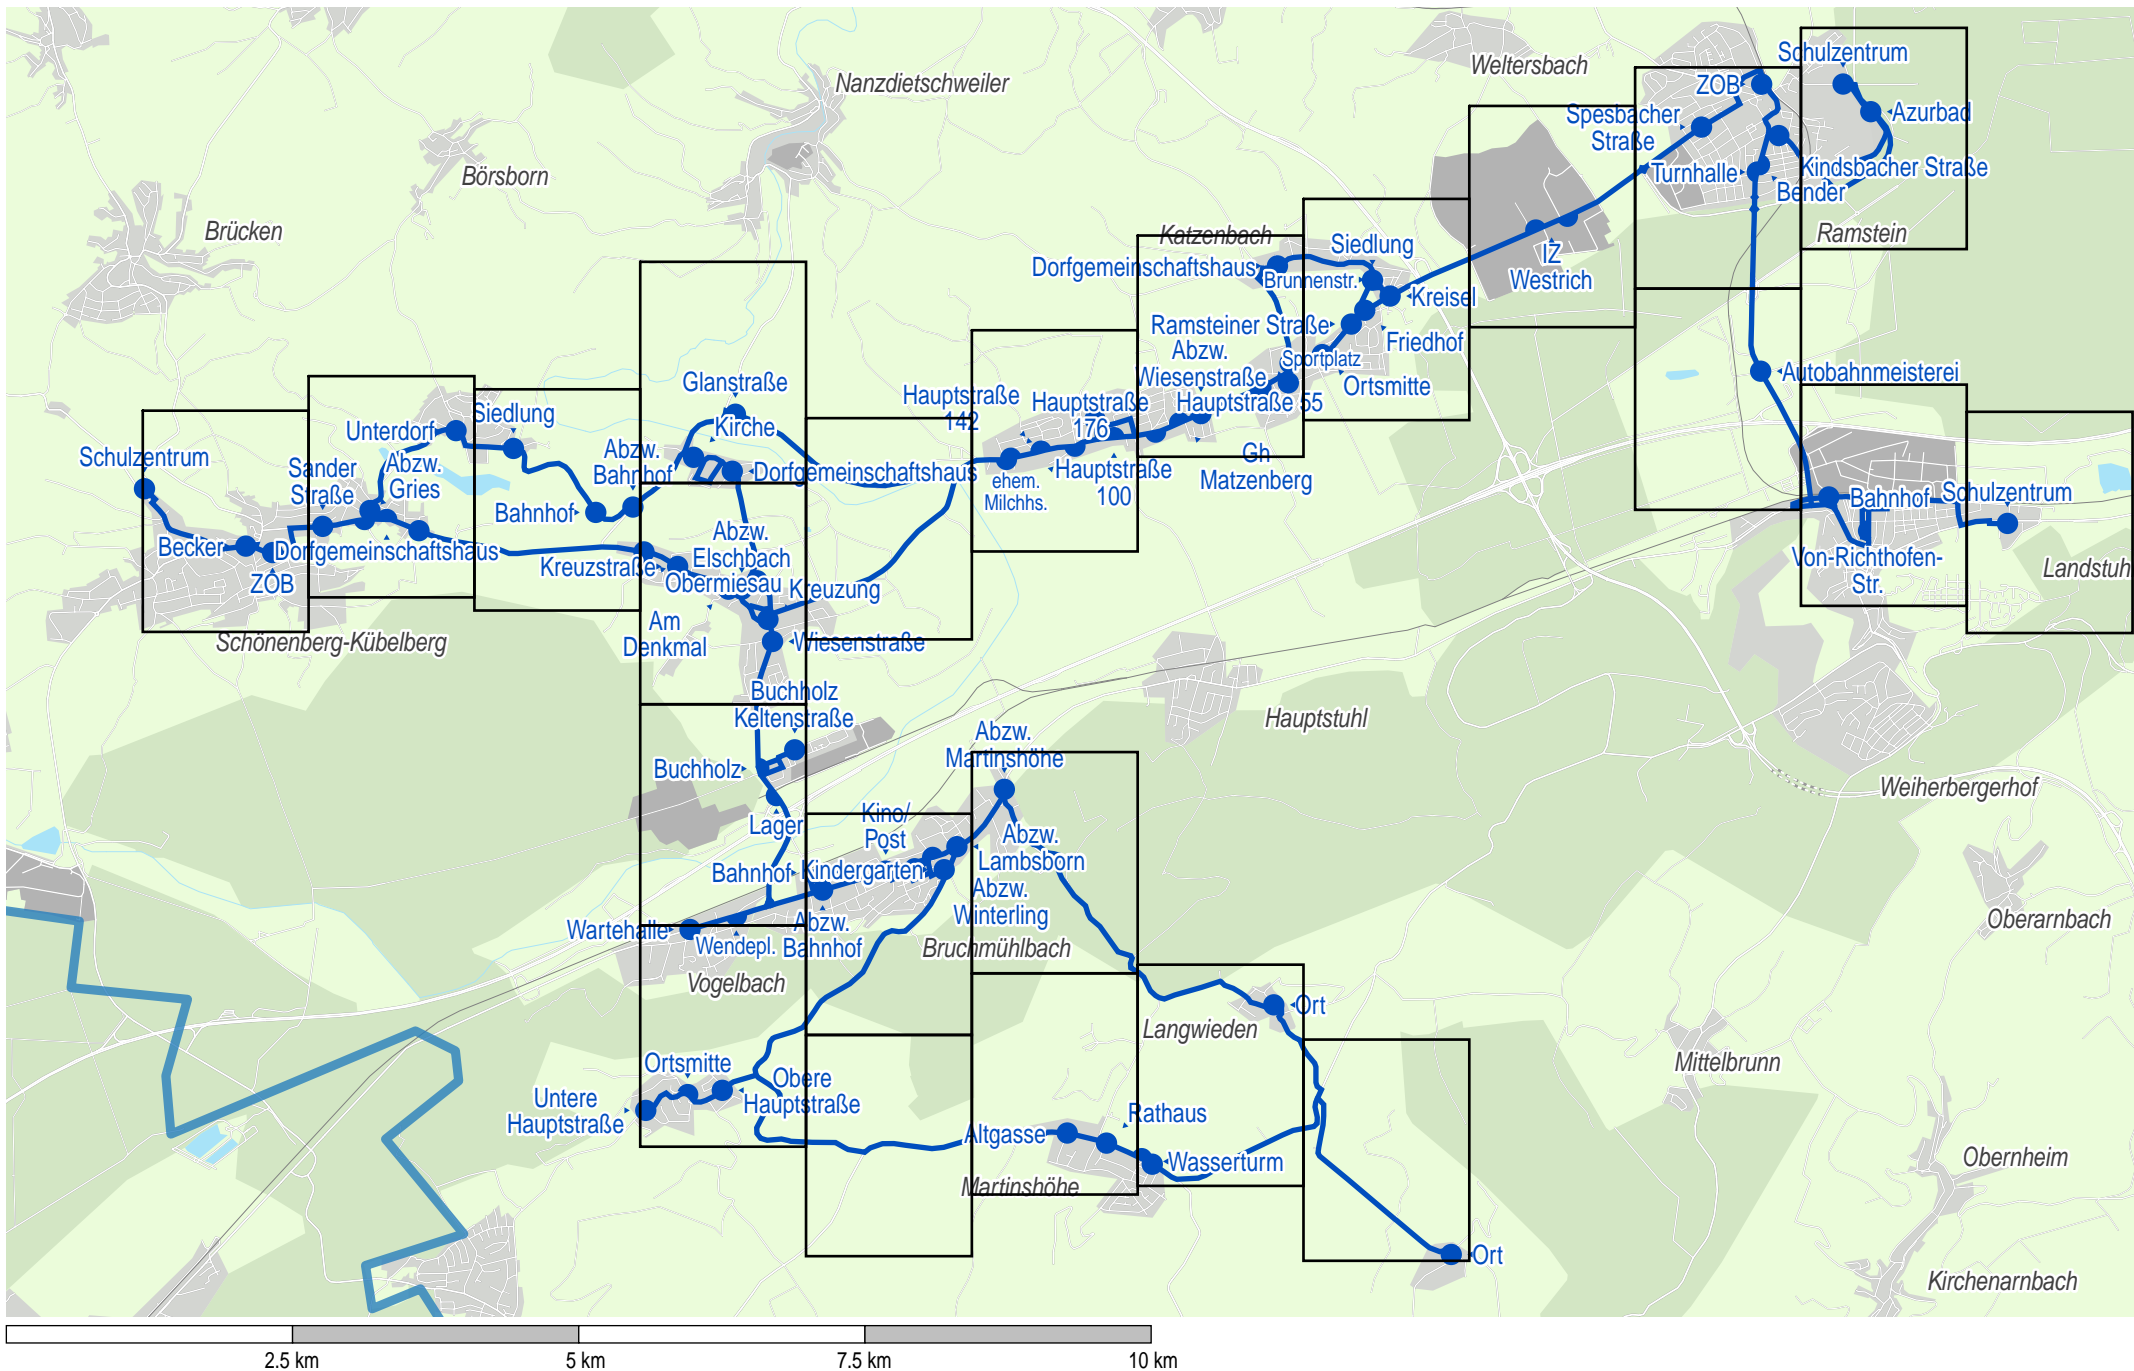 Nanzdietschweiler
Weltersbach
Schulzentrum
ZOB
Azurbad
Spesbacher
Straße
Turnhalle
Kindsbacher Straße
Bender
Börsborn
Brücken
Ramstein
Katzenbach
Siedlung
Dorfgemeinschaftshaus
Brunnenstr.
IZ
Westrich
Kreisel
Ramsteiner Straße
Friedhof
Abzw.
Wiesenstraße
Sportplatz
Ortsmitte
Autobahnmeisterei
Glanstraße
Hauptstraße
142
Hauptstraße
176
Hauptstraße 55
Siedlung
Kirche
Unterdorf
Abzw.
Bahnhof
Gh
Matzenberg
Schulzentrum
Sander
Straße
Abzw.
Gries
Dorfgemeinschaftshaus
ehem.
Milchhs.
Hauptstraße
100
Bahnhof
Bahnhof
Schulzentrum
Becker
Dorfgemeinschaftshaus
ZOB
Kreuzstraße
Abzw.
Elschbach
Obermiesau
Kreuzung
Von-Richthofen-
Str.
Landstuh
Am
Denkmal
Wiesenstraße
Schönenberg-Kübelberg
Buchholz
Keltenstraße
Hauptstuhl
Abzw.
Martinshöhe
Buchholz
Weiherbergerhof
Lager
Kino/
Post
Abzw.
Lambsborn
Bahnhof
Kindergarten
Abzw.
Winterling
Wartehalle
Wendepl.
Abzw.
Bahnhof
Bruchmühlbach
Oberarnbach
Vogelbach
Ort
Langwieden
Ortsmitte
Obere
Hauptstraße
Untere
Hauptstraße
Mittelbrunn
Rathaus
Altgasse
Wasserturm
Obernheim
Martinshöhe
Ort
Kirchenarnbach
2.5 km
5 km
7.5 km
10 km